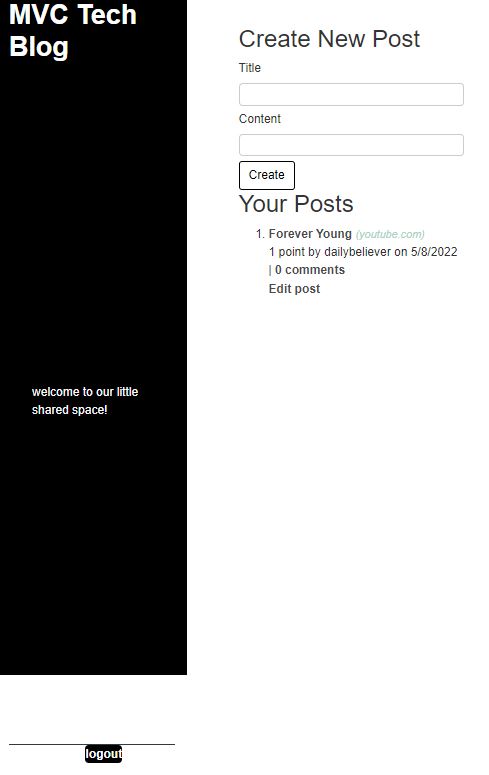 MVC Tech
Blog
welcome to our little
shared space!
logout
Create New Post
Title
Content
Create
Your Posts
1. Forever Young (youtube.com)
1 point by dailybeliever on 5/8/2022
| 0 comments
Edit post